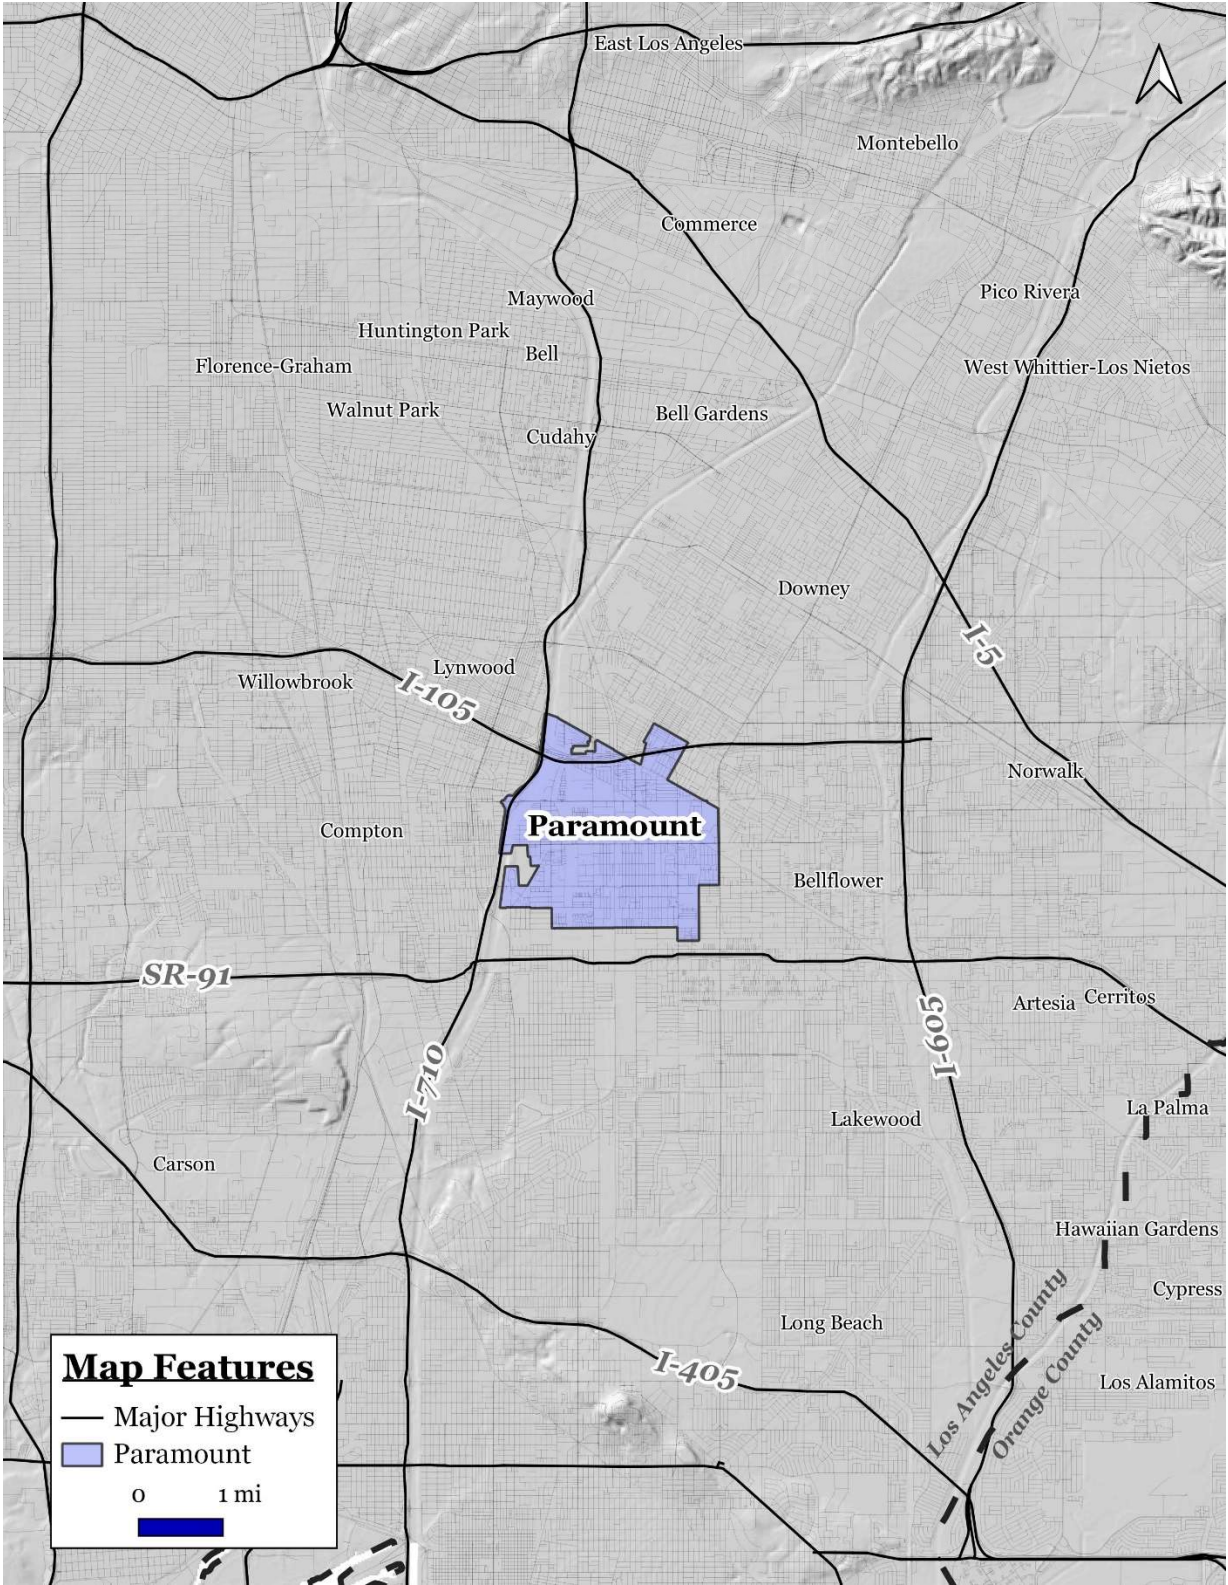 East Los Angeles
Montebello
Commerce
Pico Rivera
Maywood
Huntington Park
Bell
Florence-Graham
West Whittier-Los Nietos
Walnut Park
Bell Gardens
Cudahy
Downey
I-5
Lynwood
Willowbrook
I-105
Norwalk
Paramount
Compton
Bellflower
SR-91
Artesia
Cerritos
I-605
I-710
La Palma
Lakewood
Carson
Hawaiian Gardens
Cypress
Los Angeles County
Orange County
Long Beach
I-405
Los Alamitos
Map Features
Major Highways
Paramount
0 1 mi